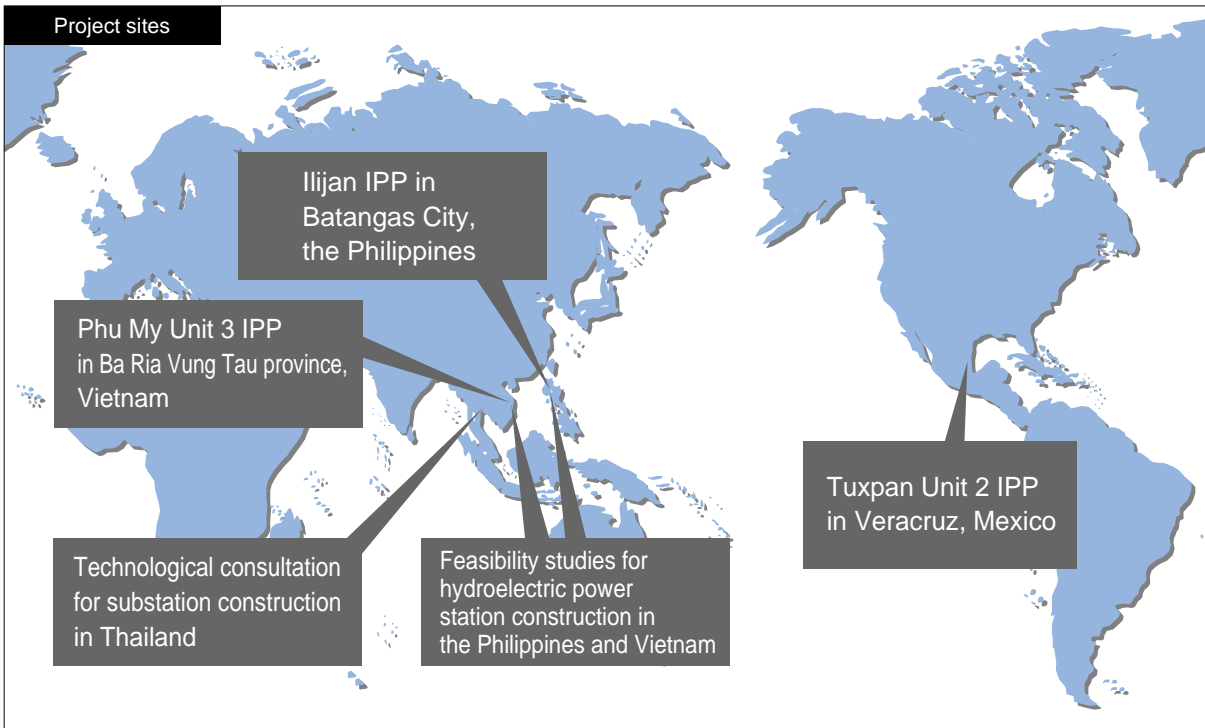 Project sites
Ilijan IPP in
Batangas City,
the Philippines
Phu My Unit 3 IPP
in Ba Ria Vung Tau province,
Vietnam
Tuxpan Unit 2 IPP
in Veracruz, Mexico
Technological consultation
for substation construction
in Thailand
Feasibility studies for
hydroelectric power
station construction in
the Philippines and Vietnam